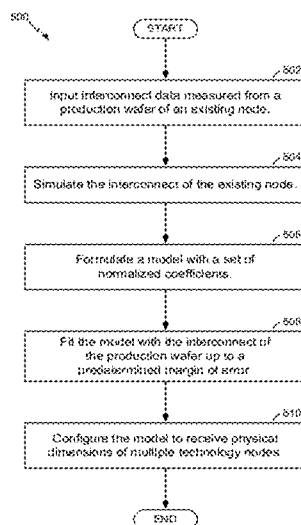 500
START
502
Input interconnect data measured from a
production wafer of an existing node.
504
Simulate the interconnect of the existing node.
506
Formulate a model with a set of
normalized coefficients.
508
Fit the model with the interconnect of
the production wafer up to a
predetermined margin of error
510
Configure the model to receive physical
dimensions of multiple technology nodes
END